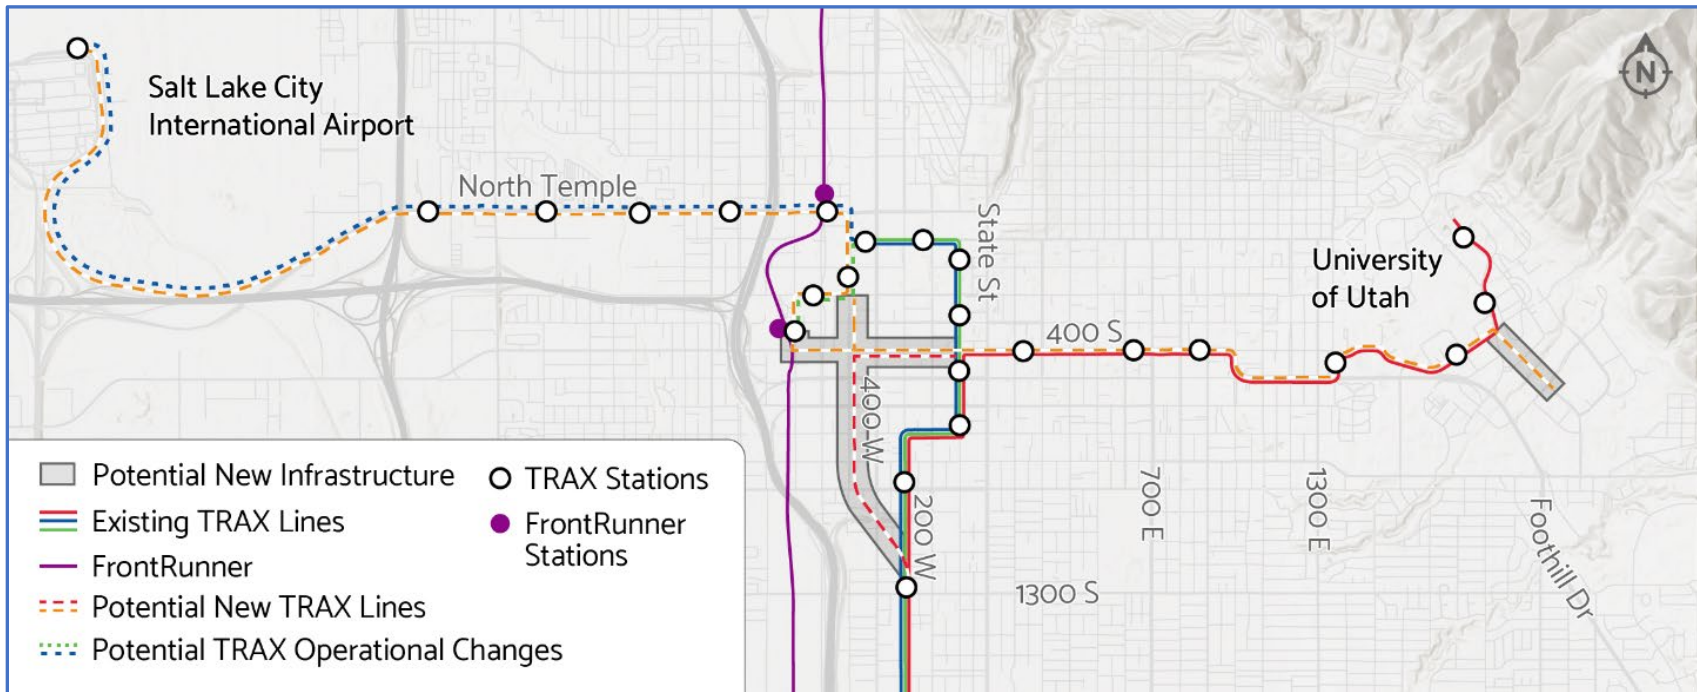 Salt Lake City
International Airport
North Temple
State St
N
University
of Utah
400 S
400 W
200 W
700 E
1300 E
Foothill Dr
1300 S
Potential New Infrastructure
Existing TRAX Lines
FrontRunner
Potential New TRAX Lines
Potential TRAX Operational Changes
TRAX Stations
FrontRunner
Stations